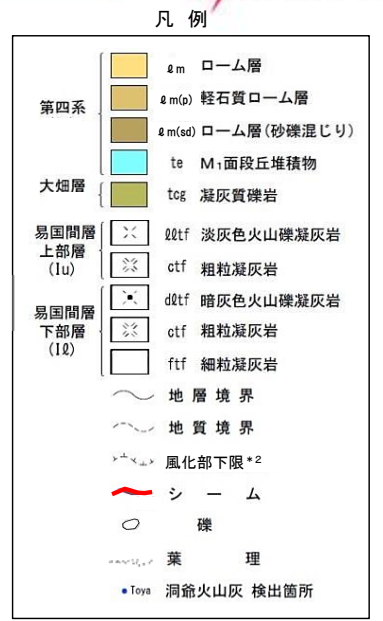 凡例
第四系
ℓm ローム層
ℓm(p) 軽石質ローム層
ℓm(sd) ローム層(砂礫混じり)
te M₁面段丘堆積物
大畑層
tcg 凝灰質礫岩
易国間層
上部層
(Iu)
ℓℓtf 淡灰色火山礫凝灰岩
ctf 粗粒凝灰岩
易国間層
下部層
(Iℓ)
dℓtf 暗灰色火山礫凝灰岩
ctf 粗粒凝灰岩
ftf 細粒凝灰岩
地層境界
地質境界
風化部下限*2
シーム
礫
葉理
Toya 洞爺火山灰 検出箇所